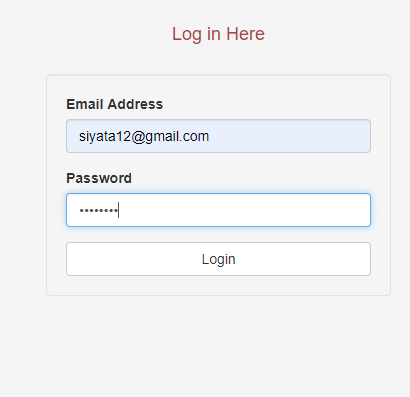 Log in Here
Email Address
siyata12@gmail.com
Password
••••••••
Login